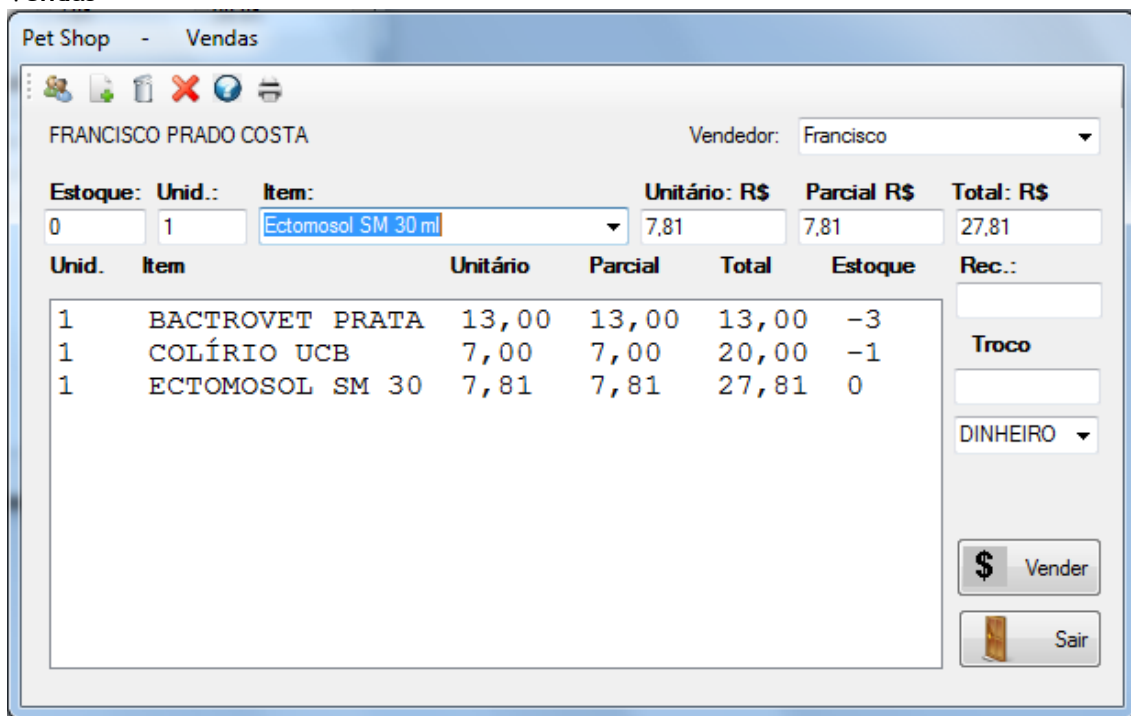 Pet Shop - Vendas
FRANCISCO PRADO COSTA Vendedor: Francisco
Estoque: Unid.: Item: Unitário: R$ Parcial R$ Total: R$
0 1 Ectomosol SM 30 ml 7,81 7,81 27,81
Unid. Item Unitário Parcial Total Estoque Rec.:
1 BACTROVET PRATA 13,00 13,00 13,00 -3
1 COLÍRIO UCB 7,00 7,00 20,00 -1
Troco
1 ECTOMOSOL SM 30 7,81 7,81 27,81 0
DINHEIRO
$ Vender
Sair